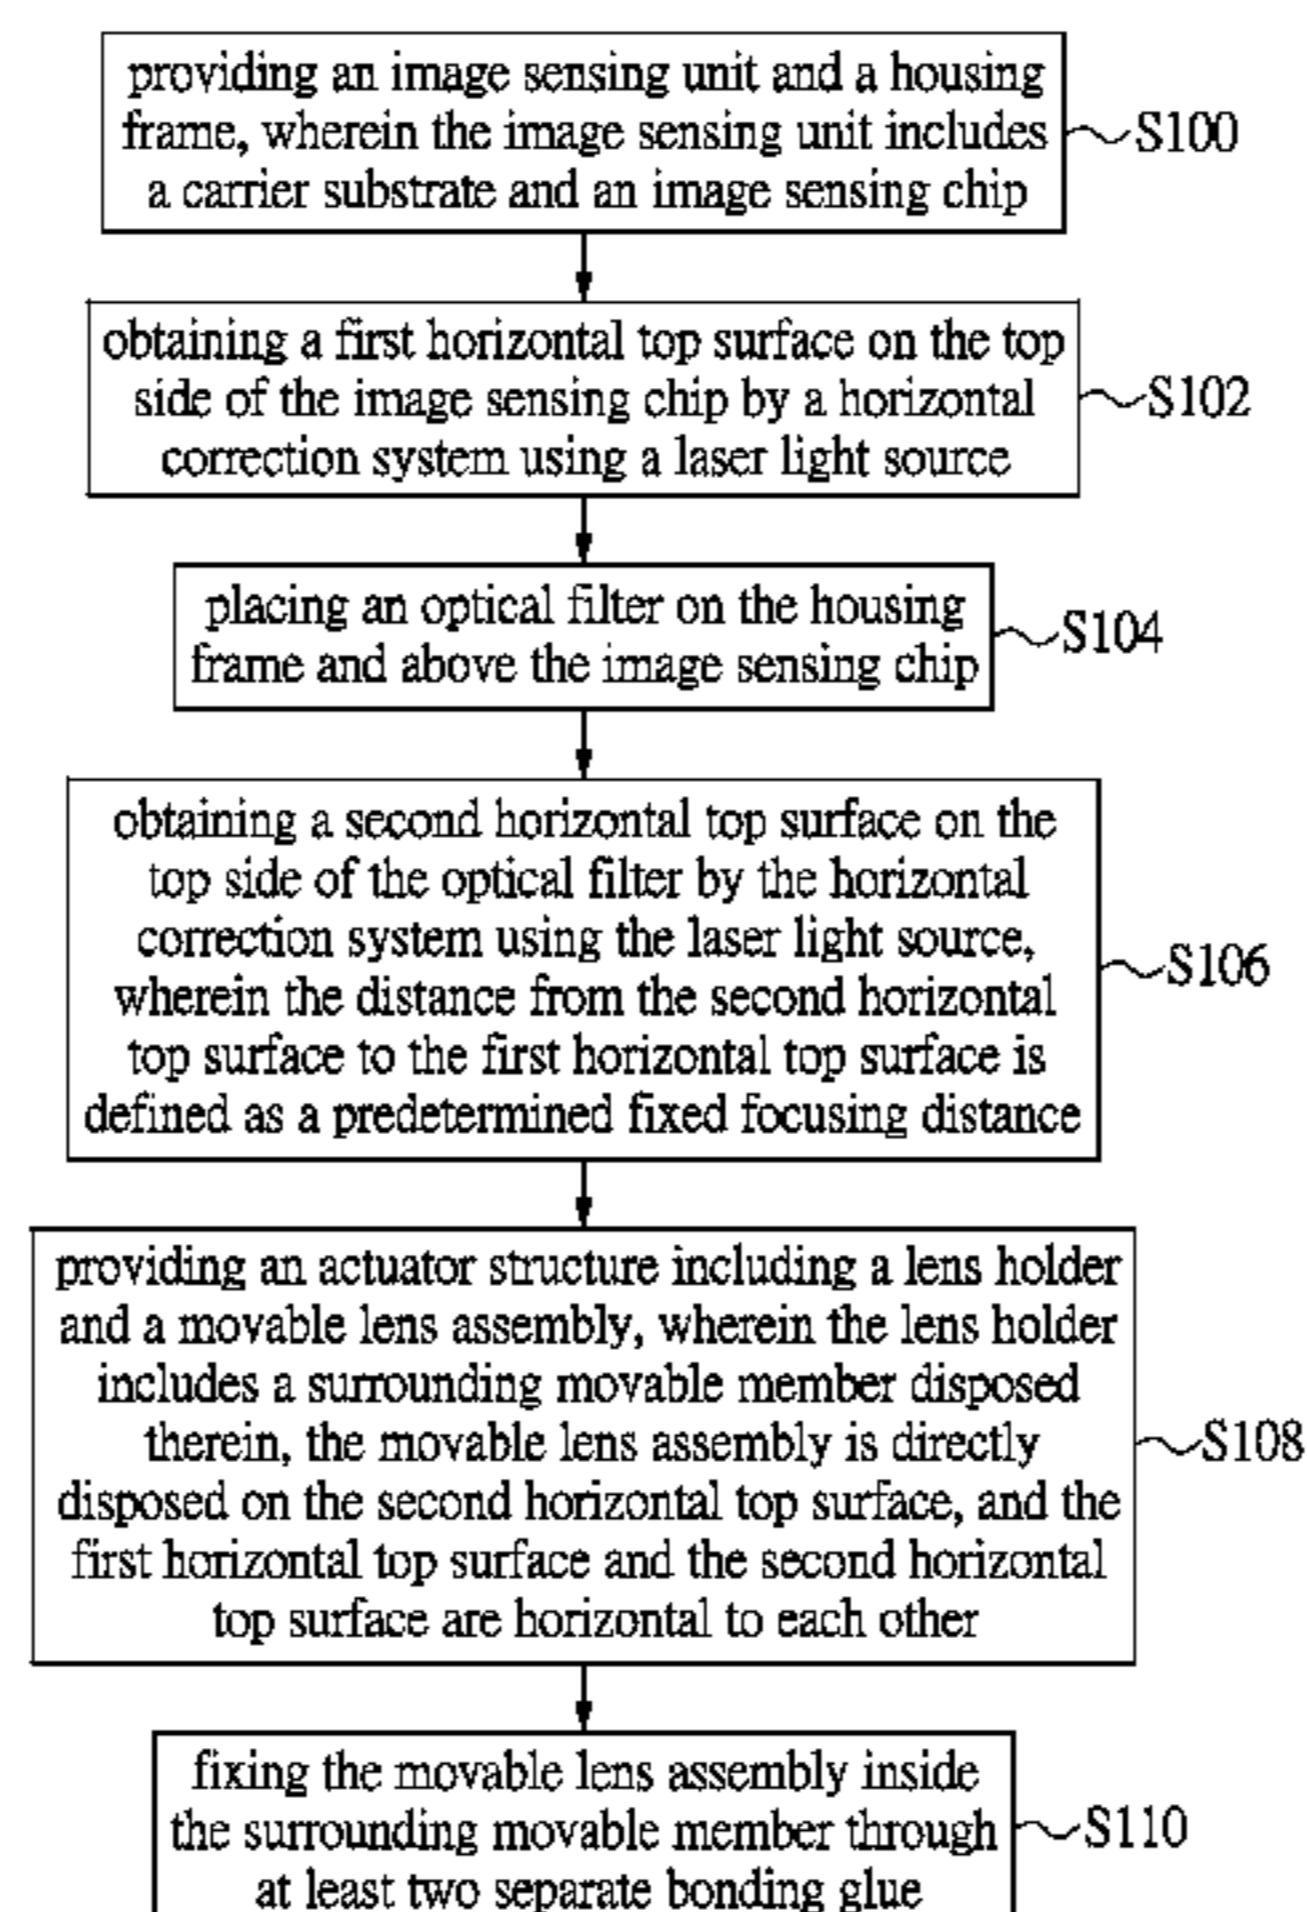 providing an image sensing unit and a housing
frame, wherein the image sensing unit includes
a carrier substrate and an image sensing chip
S100
obtaining a first horizontal top surface on the top
side of the image sensing chip by a horizontal
correction system using a laser light source
S102
placing an optical filter on the housing
frame and above the image sensing chip
S104
obtaining a second horizontal top surface on the
top side of the optical filter by the horizontal
correction system using the laser light source,
wherein the distance from the second horizontal
top surface to the first horizontal top surface is
defined as a predetermined fixed focusing distance
S106
providing an actuator structure including a lens holder
and a movable lens assembly, wherein the lens holder
includes a surrounding movable member disposed
therein, the movable lens assembly is directly
disposed on the second horizontal top surface, and the
first horizontal top surface and the second horizontal
top surface are horizontal to each other
S108
fixing the movable lens assembly inside
the surrounding movable member through
at least two separate bonding glue
S110